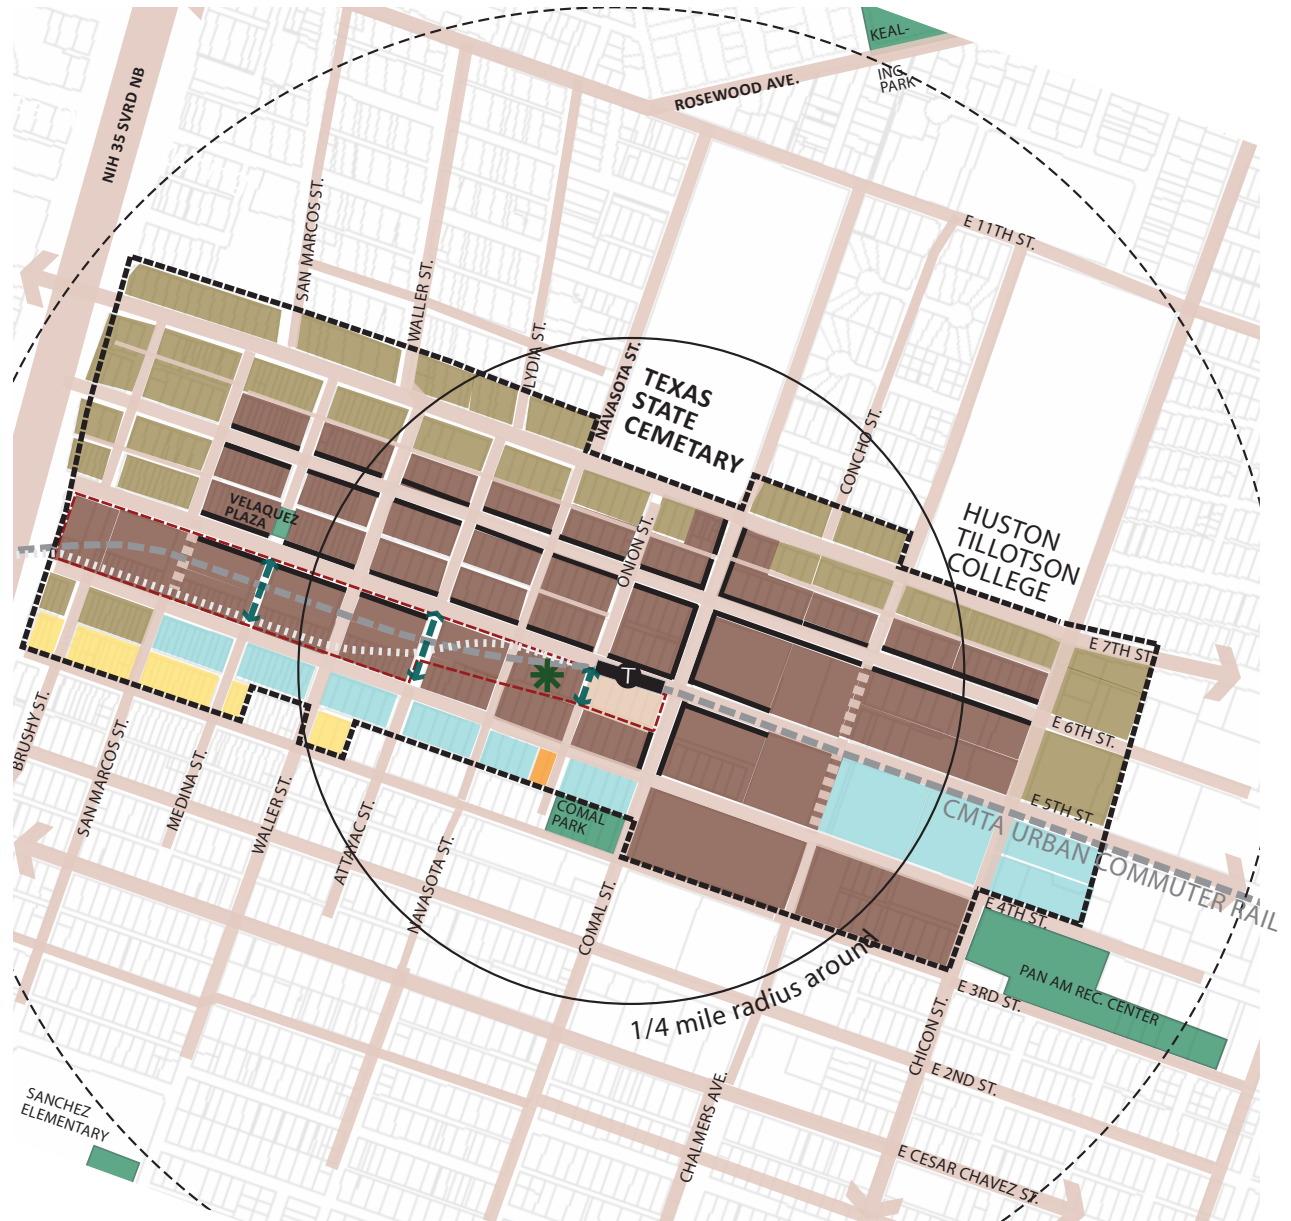 KEAL-
ING
PARK
ROSEWOOD AVE.
NIH 35 SVRD NB
SAN MARCOS ST.
E 11TH ST.
WALLER ST.
LYDIA ST.
NAVASOTA ST.
TEXAS
STATE
CEMETARY
CONCHO ST.
HUSTON
TILLOTSON
COLLEGE
VELAQUEZ
PLAZA
ONION ST.
E 7TH ST.
T
E 6TH ST.
E 5TH ST.
CMTA URBAN COMMUTER RAIL
BRUSHY ST.
SAN MARCOS ST.
MEDINA ST.
WALLER ST.
ATTAYAC ST.
NAVASOTA ST.
COMAL
PARK
COMAL ST.
E 4TH ST.
PAN AM REC. CENTER
1/4 mile radius around
E 3RD ST.
CHICON ST.
E 2ND ST.
CHALMERS AVE.
SANCHEZ
ELEMENTARY
E CESAR CHAVEZ ST.